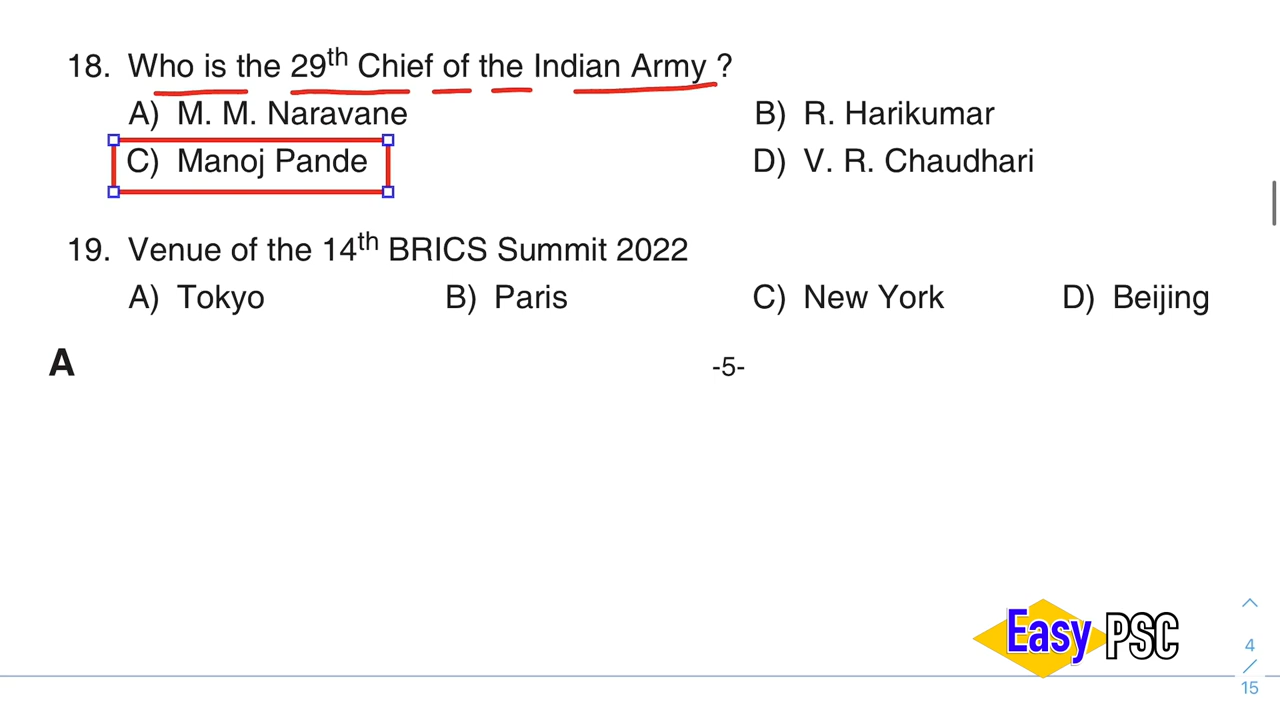 18. Who is the 29th Chief of the Indian Army ?
A) M. M. Naravane B) R. Harikumar
C) Manoj Pande D) V. R. Chaudhari
19. Venue of the 14th BRICS Summit 2022
A) Tokyo B) Paris C) New York D) Beijing
A -5-
Easy PSC
4
/
15